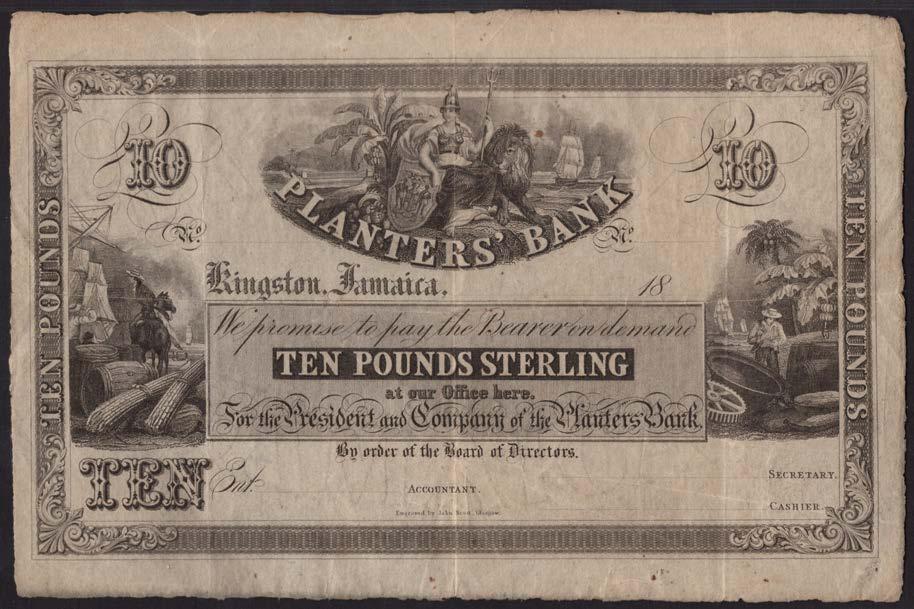 £10
£10
PLANTERS' BANK
No.
No.
Kingston, Jamaica, 18
We promise to pay the Bearer on demand
TEN POUNDS STERLING
at our Office here.
For the President and Company of the Planters Bank,
By order of the Board of Directors.
TEN Ent. ACCOUNTANT.
SECRETARY.
CASHIER.
Engraved by John Scott, Glasgow.
TEN POUNDS
TEN POUNDS